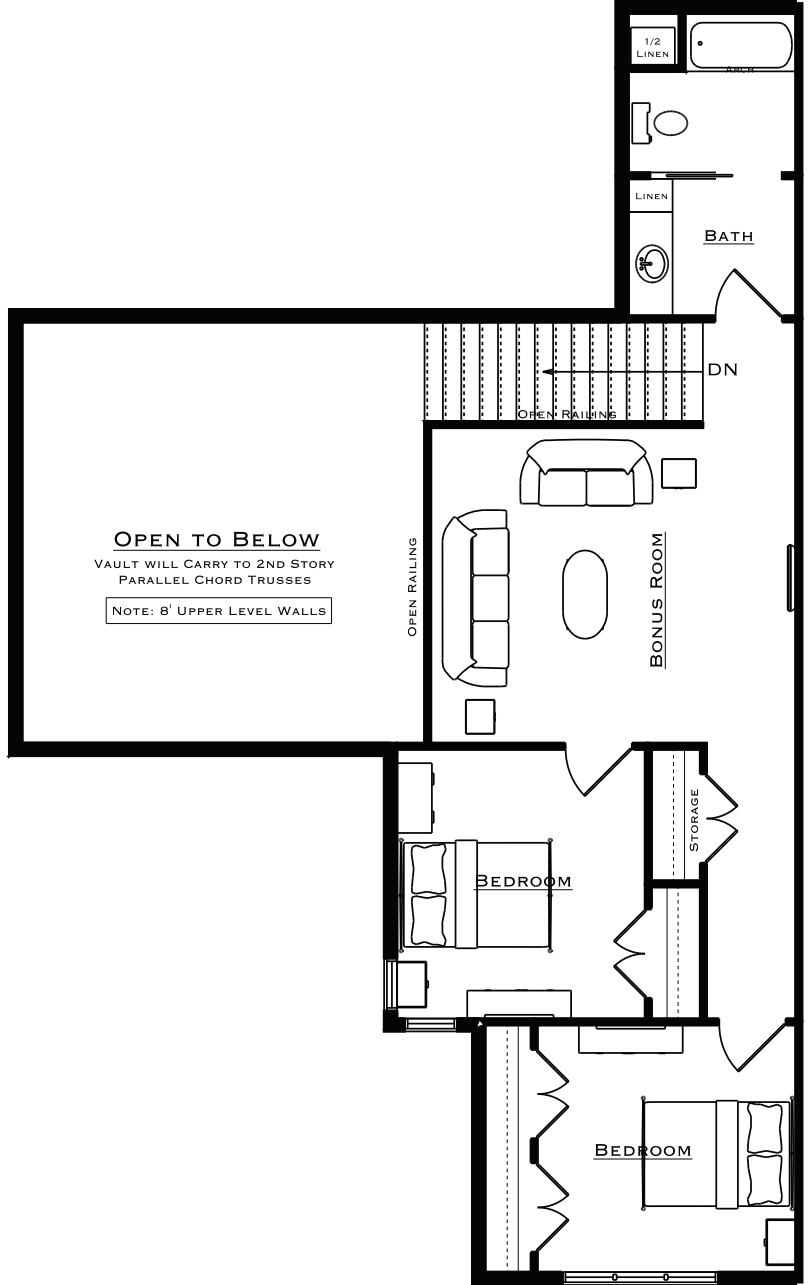 1/2
Linen
Arch
Linen
Bath
DN
Open Railing
Open to Below
Vault will Carry to 2nd Story
Parallel Chord Trusses
Note: 8' Upper Level Walls
Open Railing
Bonus Room
Storage
Bedroom
Bedroom